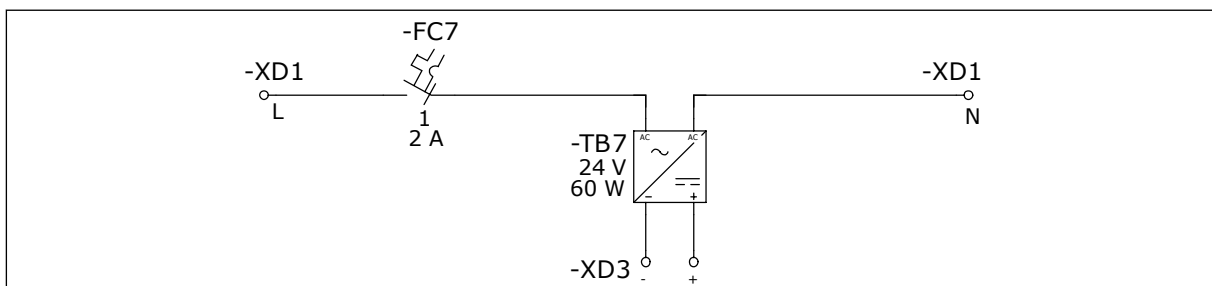 -FC7
-XD1
-XD1
L
N
1
2 A
AC AC
-TB7
24 V
60 W
- +
-XD3
- +